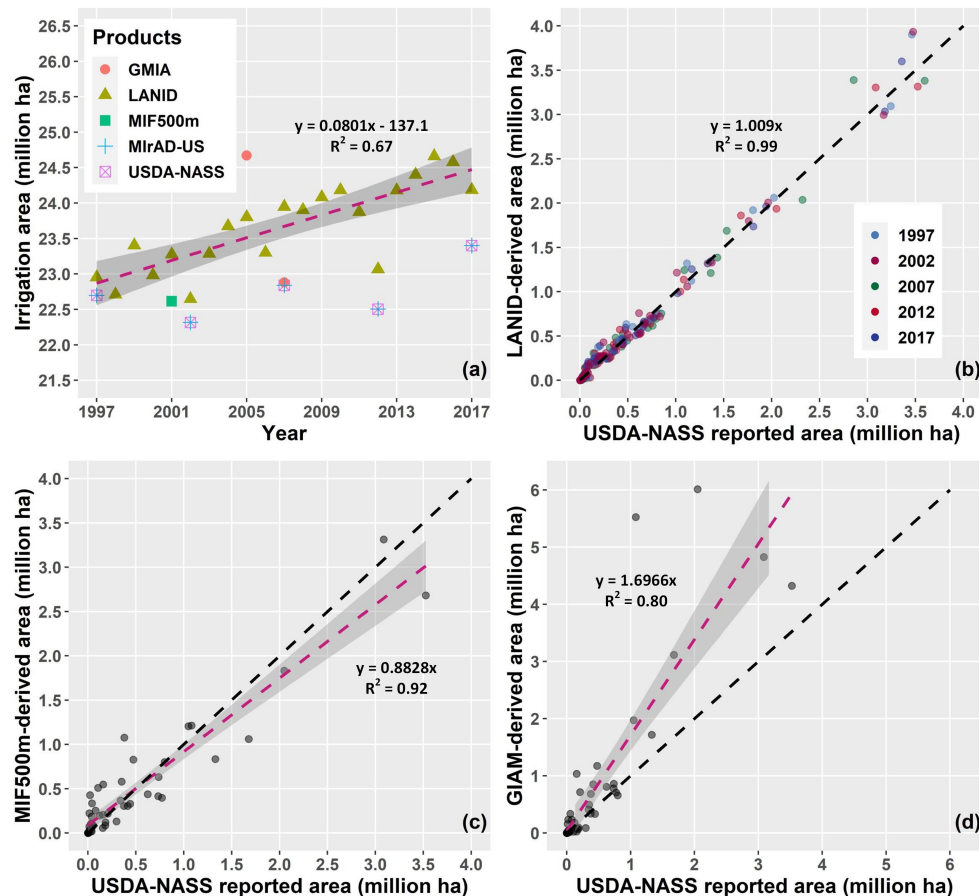 Irrigation area (million ha)
26.5
26.0
25.5
25.0
24.5
24.0
23.5
23.0
22.5
22.0
21.5
Products
GMIA
LANID
MIF500m
MIrAD-US
USDA-NASS
y = 0.0801x - 137.1
R² = 0.67
(a)
1997 2001 2005 2009 2013 2017
Year
LANID-derived area (million ha)
4.0
3.5
3.0
2.5
2.0
1.5
1.0
0.5
0.0
y = 1.009x
R² = 0.99
1997
2002
2007
2012
2017
(b)
0.0 0.5 1.0 1.5 2.0 2.5 3.0 3.5 4.0
USDA-NASS reported area (million ha)
MIF500m-derived area (million ha)
4.0
3.5
3.0
2.5
2.0
1.5
1.0
0.5
0.0
y = 0.8828x
R² = 0.92
(c)
0.0 0.5 1.0 1.5 2.0 2.5 3.0 3.5 4.0
USDA-NASS reported area (million ha)
GIAM-derived area (million ha)
6
5
4
3
2
1
0
y = 1.6966x
R² = 0.80
(d)
0 1 2 3 4 5 6
USDA-NASS reported area (million ha)